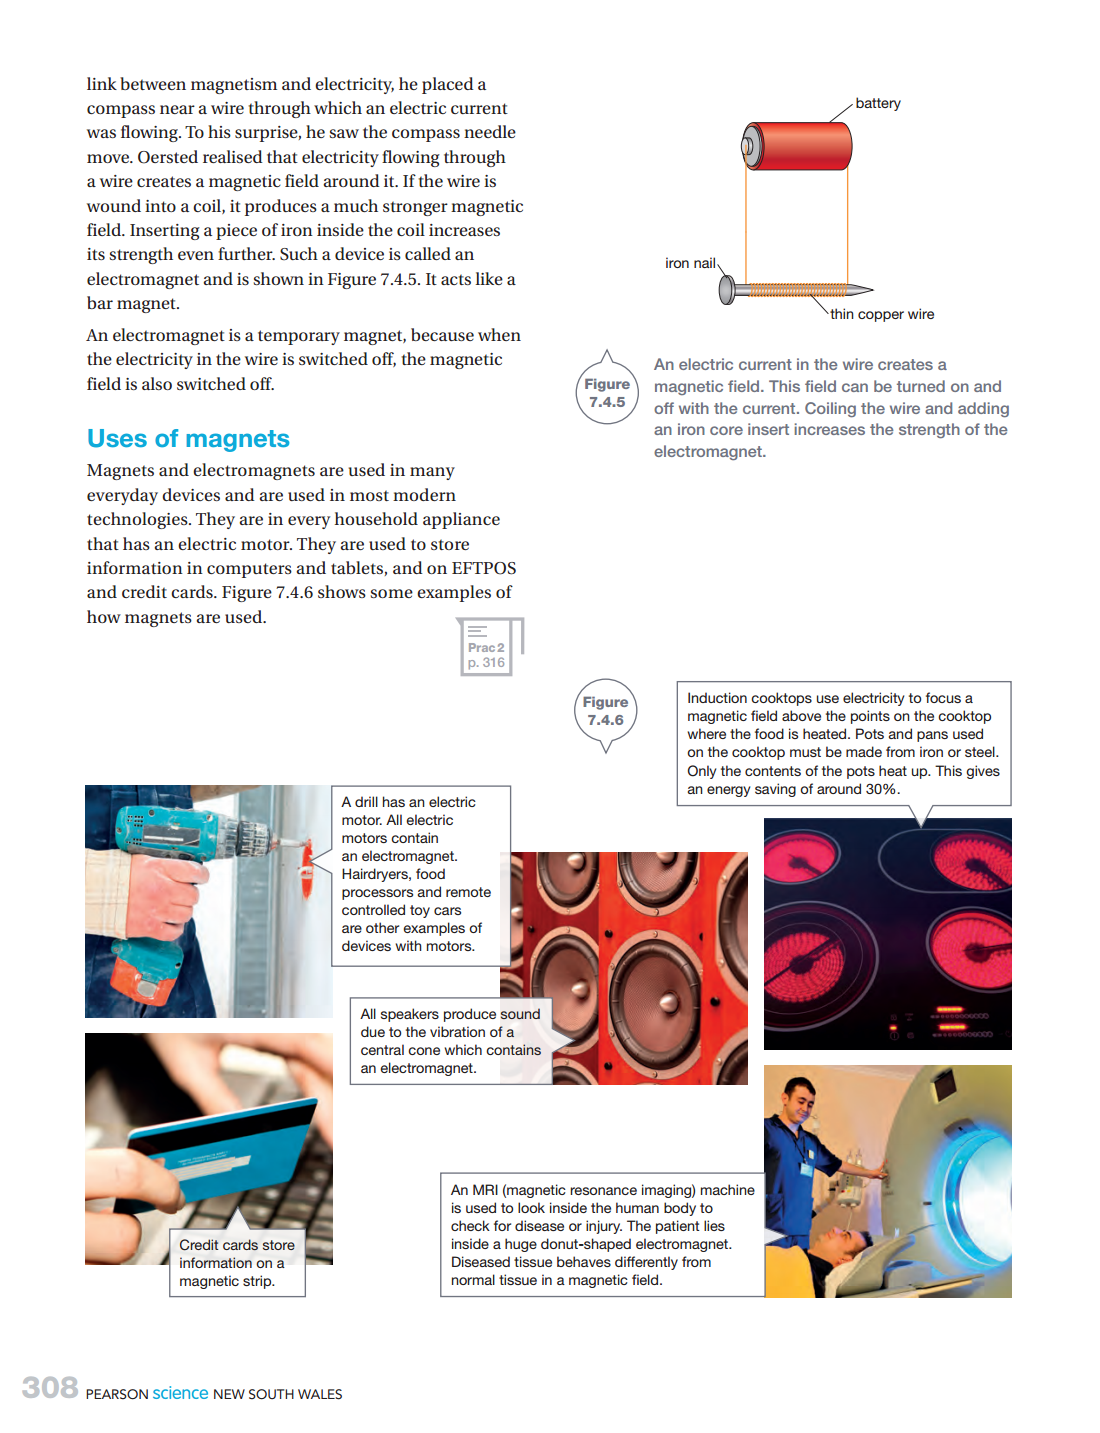 link between magnetism and electricity, he placed a
compass near a wire through which an electric current
was flowing. To his surprise, he saw the compass needle
move. Oersted realised that electricity flowing through
a wire creates a magnetic field around it. If the wire is
wound into a coil, it produces a much stronger magnetic
field. Inserting a piece of iron inside the coil increases
its strength even further. Such a device is called an
electromagnet and is shown in Figure 7.4.5. It acts like a
bar magnet.
An electromagnet is a temporary magnet, because when
the electricity in the wire is switched off, the magnetic
field is also switched off.
Uses of magnets
Magnets and electromagnets are used in many
everyday devices and are used in most modern
technologies. They are in every household appliance
that has an electric motor. They are used to store
information in computers and tablets, and on EFTPOS
and credit cards. Figure 7.4.6 shows some examples of
how magnets are used.
Prac 2
p. 316
battery
iron nail
thin copper wire
Figure
7.4.5
An electric current in the wire creates a
magnetic field. This field can be turned on and
off with the current. Coiling the wire and adding
an iron core insert increases the strength of the
electromagnet.
Figure
7.4.6
Induction cooktops use electricity to focus a
magnetic field above the points on the cooktop
where the food is heated. Pots and pans used
on the cooktop must be made from iron or steel.
Only the contents of the pots heat up. This gives
an energy saving of around 30%.
A drill has an electric
motor. All electric
motors contain
an electromagnet.
Hairdryers, food
processors and remote
controlled toy cars
are other examples of
devices with motors.
All speakers produce sound
due to the vibration of a
central cone which contains
an electromagnet.
Credit cards store
information on a
magnetic strip.
An MRI (magnetic resonance imaging) machine
is used to look inside the human body to
check for disease or injury. The patient lies
inside a huge donut-shaped electromagnet.
Diseased tissue behaves differently from
normal tissue in a magnetic field.
308 PEARSON science NEW SOUTH WALES